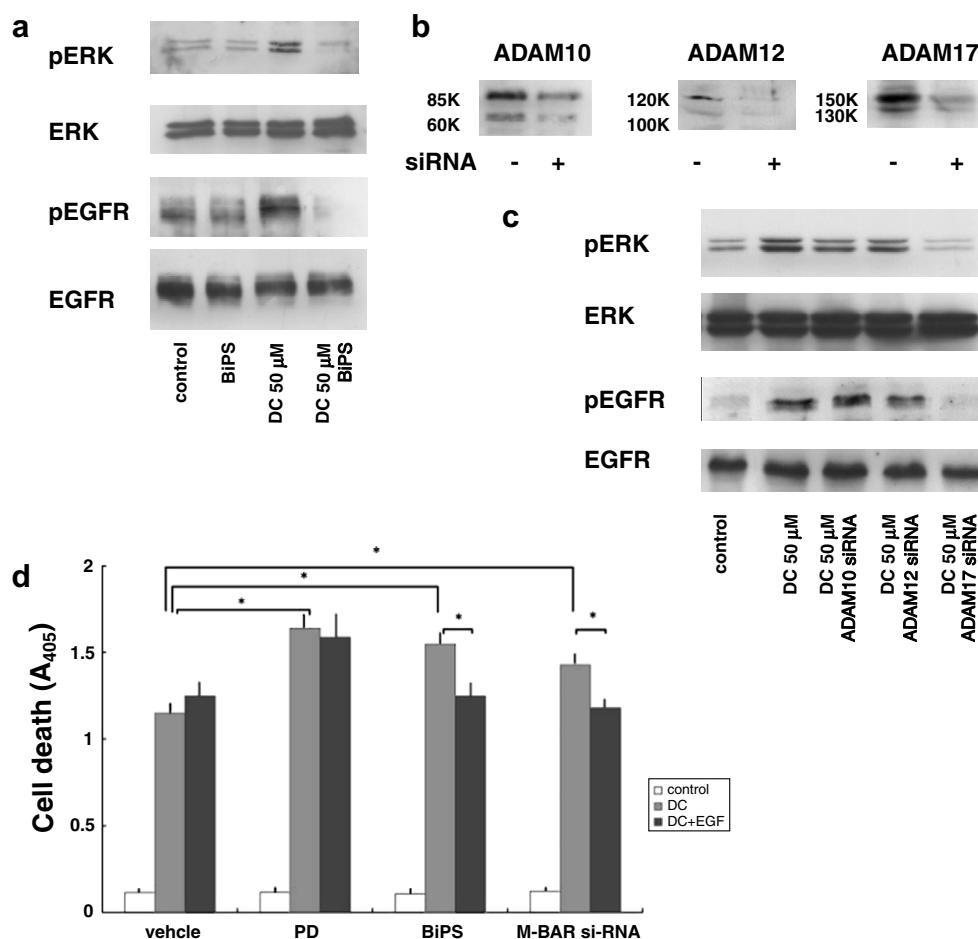 a
pERK
ERK
pEGFR
EGFR
control
BiPS
DC 50 μM
DC 50 μM
BiPS
b
ADAM10
ADAM12
ADAM17
85K
60K
120K
100K
150K
130K
siRNA
- + - + - +
c
pERK
ERK
pEGFR
EGFR
control
DC 50 μM
DC 50 μM
ADAM10 siRNA
DC 50 μM
ADAM12 siRNA
DC 50 μM
ADAM17 siRNA
d
Cell death (A405)
2
1.5
1
0.5
0
*
*
*
*
*
control
DC
DC+EGF
vehcle
PD
BiPS
M-BAR si-RNA